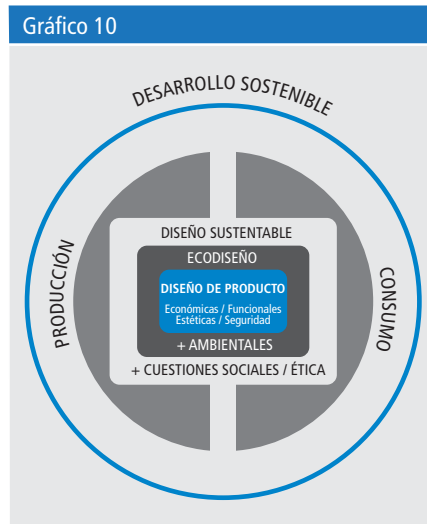 Gráfico 10
DESARROLLO SOSTENIBLE
PRODUCCIÓN
CONSUMO
DISEÑO SUSTENTABLE
ECODISEÑO
DISEÑO DE PRODUCTO
Económicas / Funcionales
Estéticas / Seguridad
+ AMBIENTALES
+ CUESTIONES SOCIALES / ÉTICA